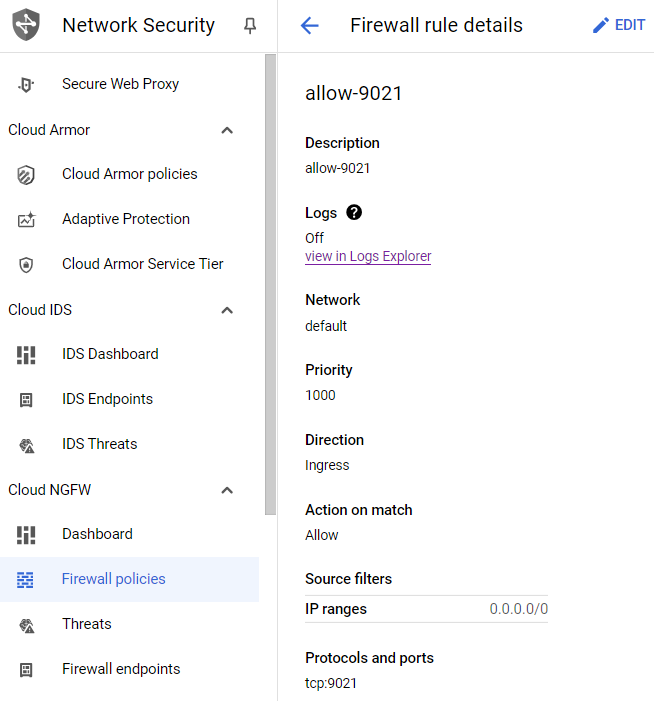 Network Security
Secure Web Proxy
Cloud Armor
Cloud Armor policies
Adaptive Protection
Cloud Armor Service Tier
Cloud IDS
IDS Dashboard
IDS Endpoints
IDS Threats
Cloud NGFW
Dashboard
Firewall policies
Threats
Firewall endpoints
Firewall rule details
EDIT
allow-9021
Description
allow-9021
Logs ?
Off
view in Logs Explorer
Network
default
Priority
1000
Direction
Ingress
Action on match
Allow
Source filters
IP ranges 0.0.0.0/0
Protocols and ports
tcp:9021